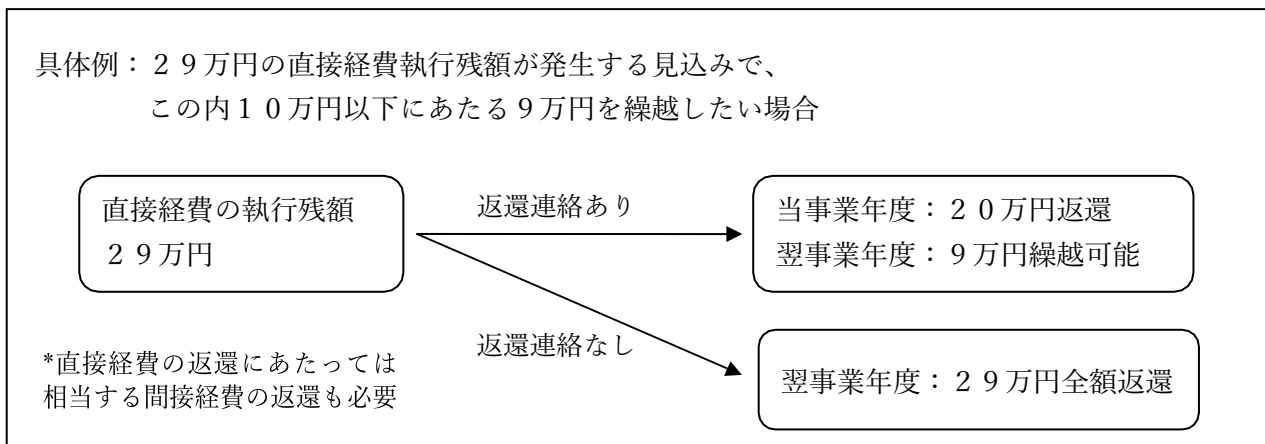 具体例：２９万円の直接経費執行残額が発生する見込みで、
この内１０万円以下にあたる９万円を繰越したい場合
直接経費の執行残額
２９万円
返還連絡あり
当事業年度：２０万円返還
翌事業年度：９万円繰越可能
返還連絡なし
翌事業年度：２９万円全額返還
*直接経費の返還にあたっては
相当する間接経費の返還も必要